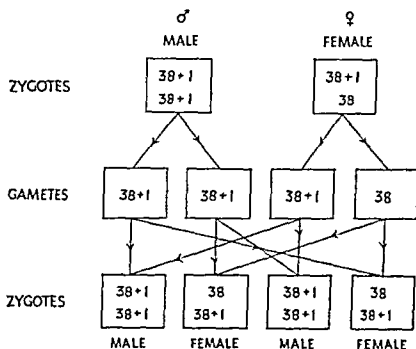 ♂ ♀
MALE FEMALE
ZYGOTES
38+1 38+1
38+1 38
GAMETES
38+1 38+1 38+1 38
ZYGOTES
38+1 38 38+1 38
38+1 38+1 38+1 38+1
MALE FEMALE MALE FEMALE